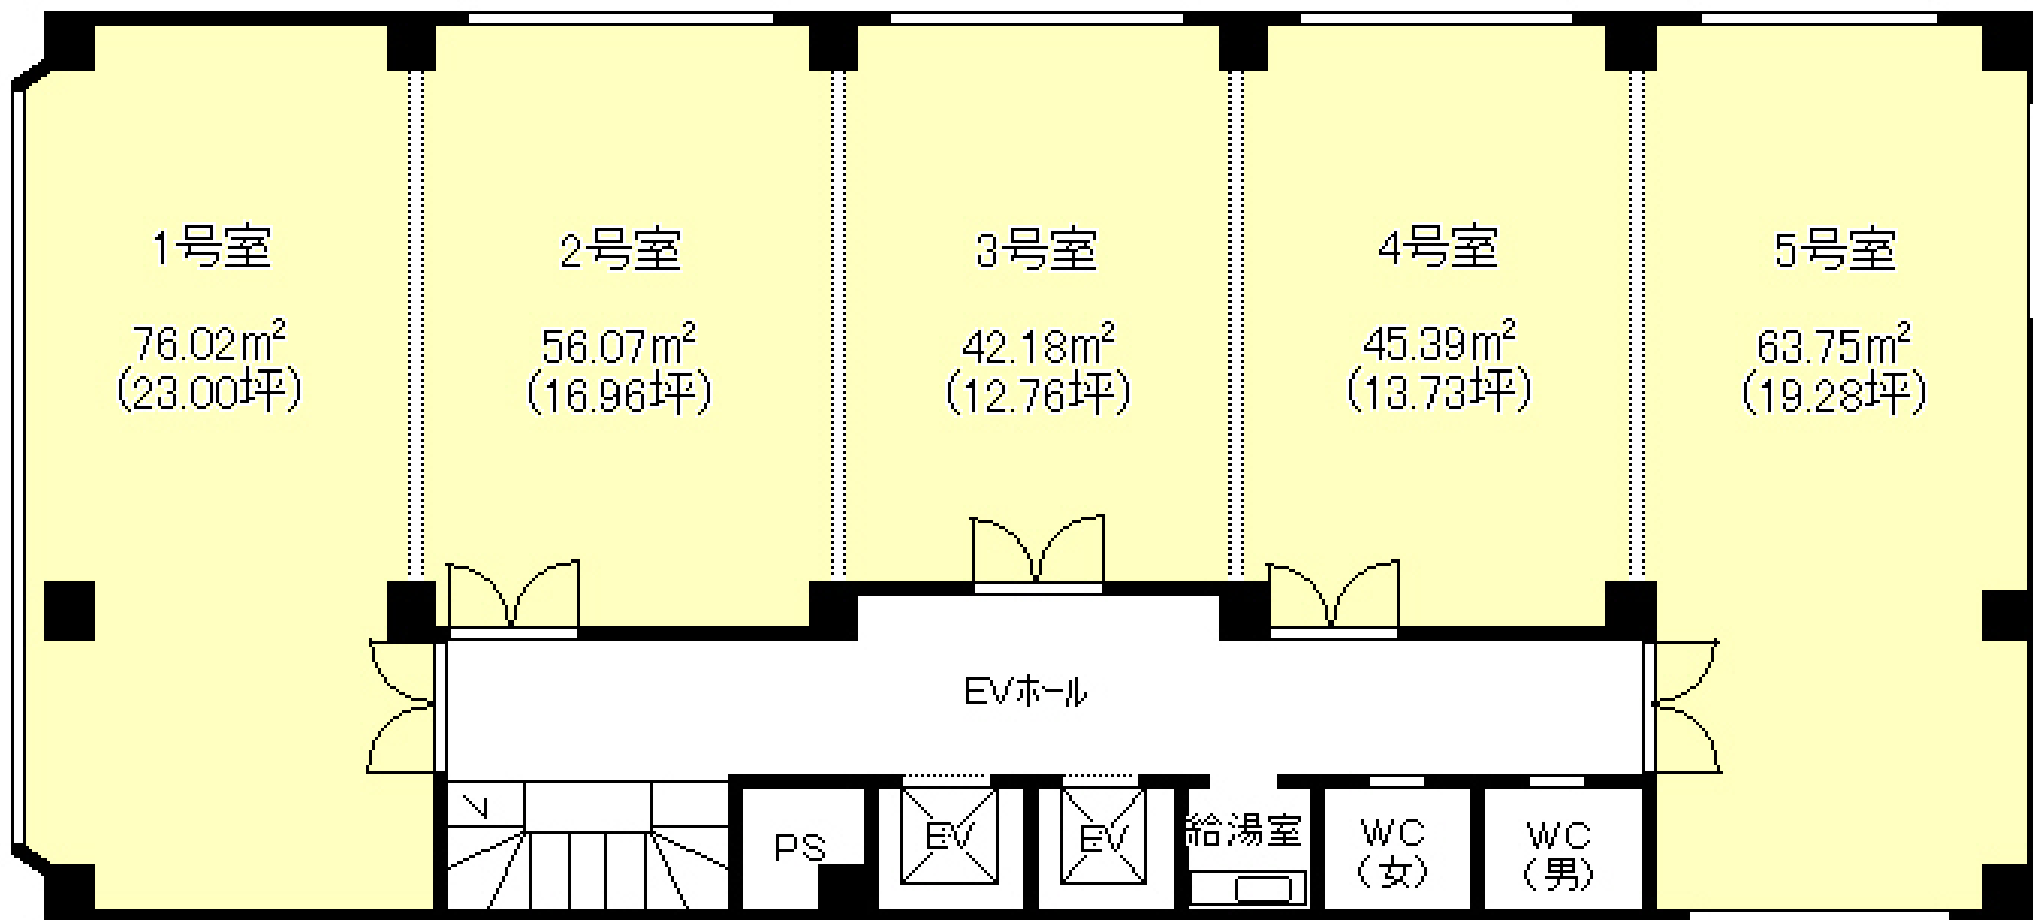 1号室
76.02m²
(23.00坪)
2号室
56.07m²
(16.96坪)
3号室
42.18m²
(12.76坪)
4号室
45.39m²
(13.73坪)
5号室
63.75m²
(19.28坪)
EVホール
PS
EV
EV
給湯室
WC
(女)
WC
(男)